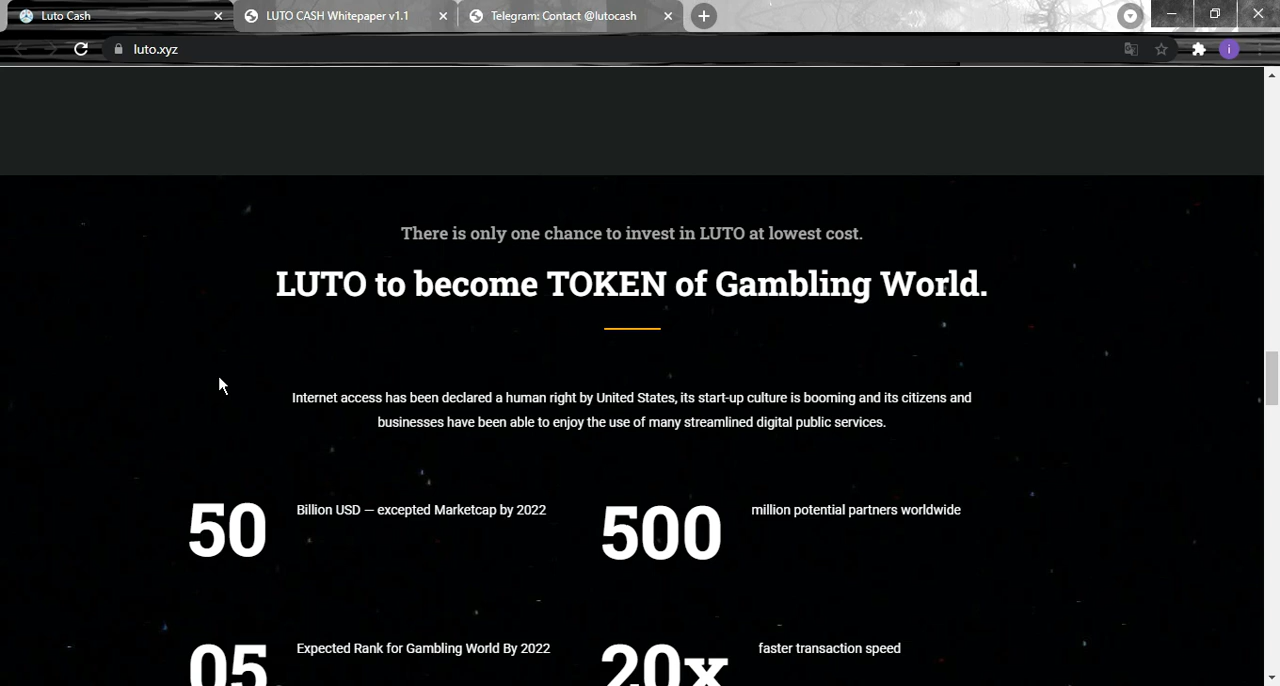 Luto Cash
LUTO CASH Whitepaper v1.1
Telegram: Contact @lutocash
luto.xyz
i
There is only one chance to invest in LUTO at lowest cost.
LUTO to become TOKEN of Gambling World.
Internet access has been declared a human right by United States, its start-up culture is booming and its citizens and
businesses have been able to enjoy the use of many streamlined digital public services.
50
Billion USD — excepted Marketcap by 2022
500
million potential partners worldwide
05
Expected Rank for Gambling World By 2022
20x
faster transaction speed